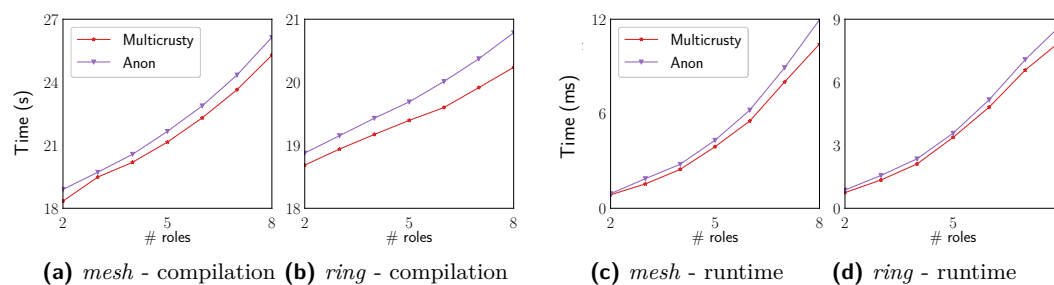 27
24
21
18
Time (s)
Multicrusty
Anon
2
5
8
# roles
21
20
19
18
2
5
8
# roles
12
6
0
Time (ms)
Multicrusty
Anon
2
5
8
# roles
9
6
3
0
2
5
# roles
(a) mesh - compilation (b) ring - compilation (c) mesh - runtime (d) ring - runtime